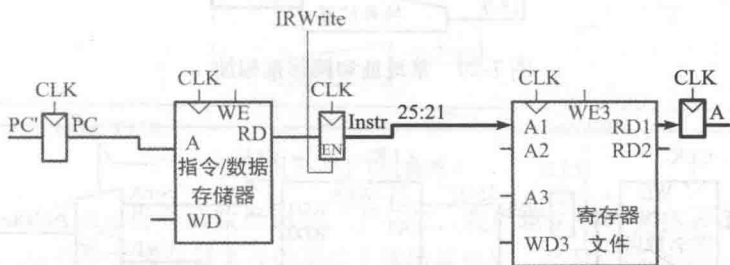 IRWrite
CLK
CLK
CLK
CLK
CLK
PC'
PC
WE
RD
A
指令/数据
存储器
WD
EN
Instr
25:21
WE3
A1
RD1
A2
RD2
A3
寄存器
文件
WD3
A